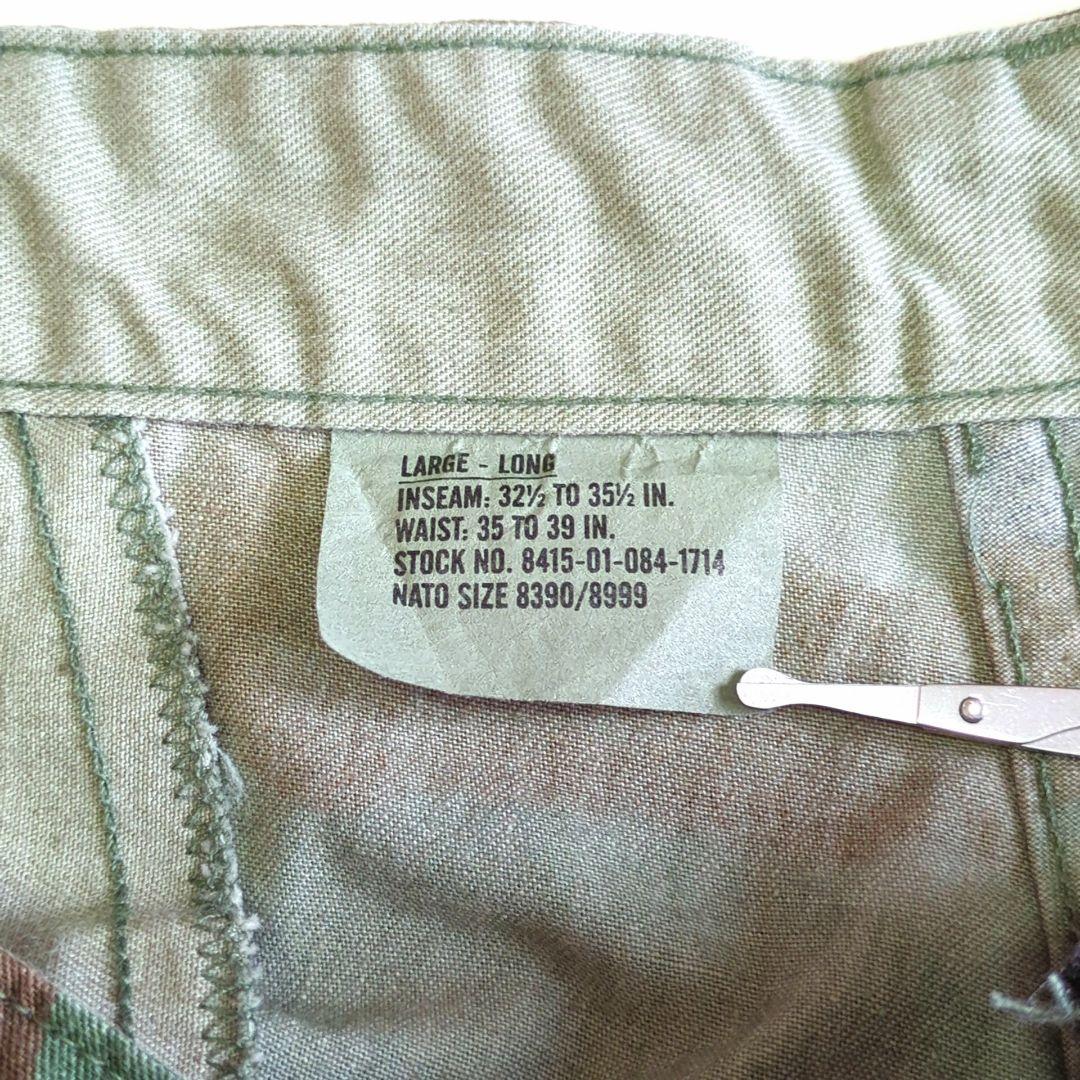 LARGE - LONG
INSEAM: 32½ TO 35½ IN.
WAIST: 35 TO 39 IN.
STOCK NO. 8415-01-084-1714
NATO SIZE 8390/8999